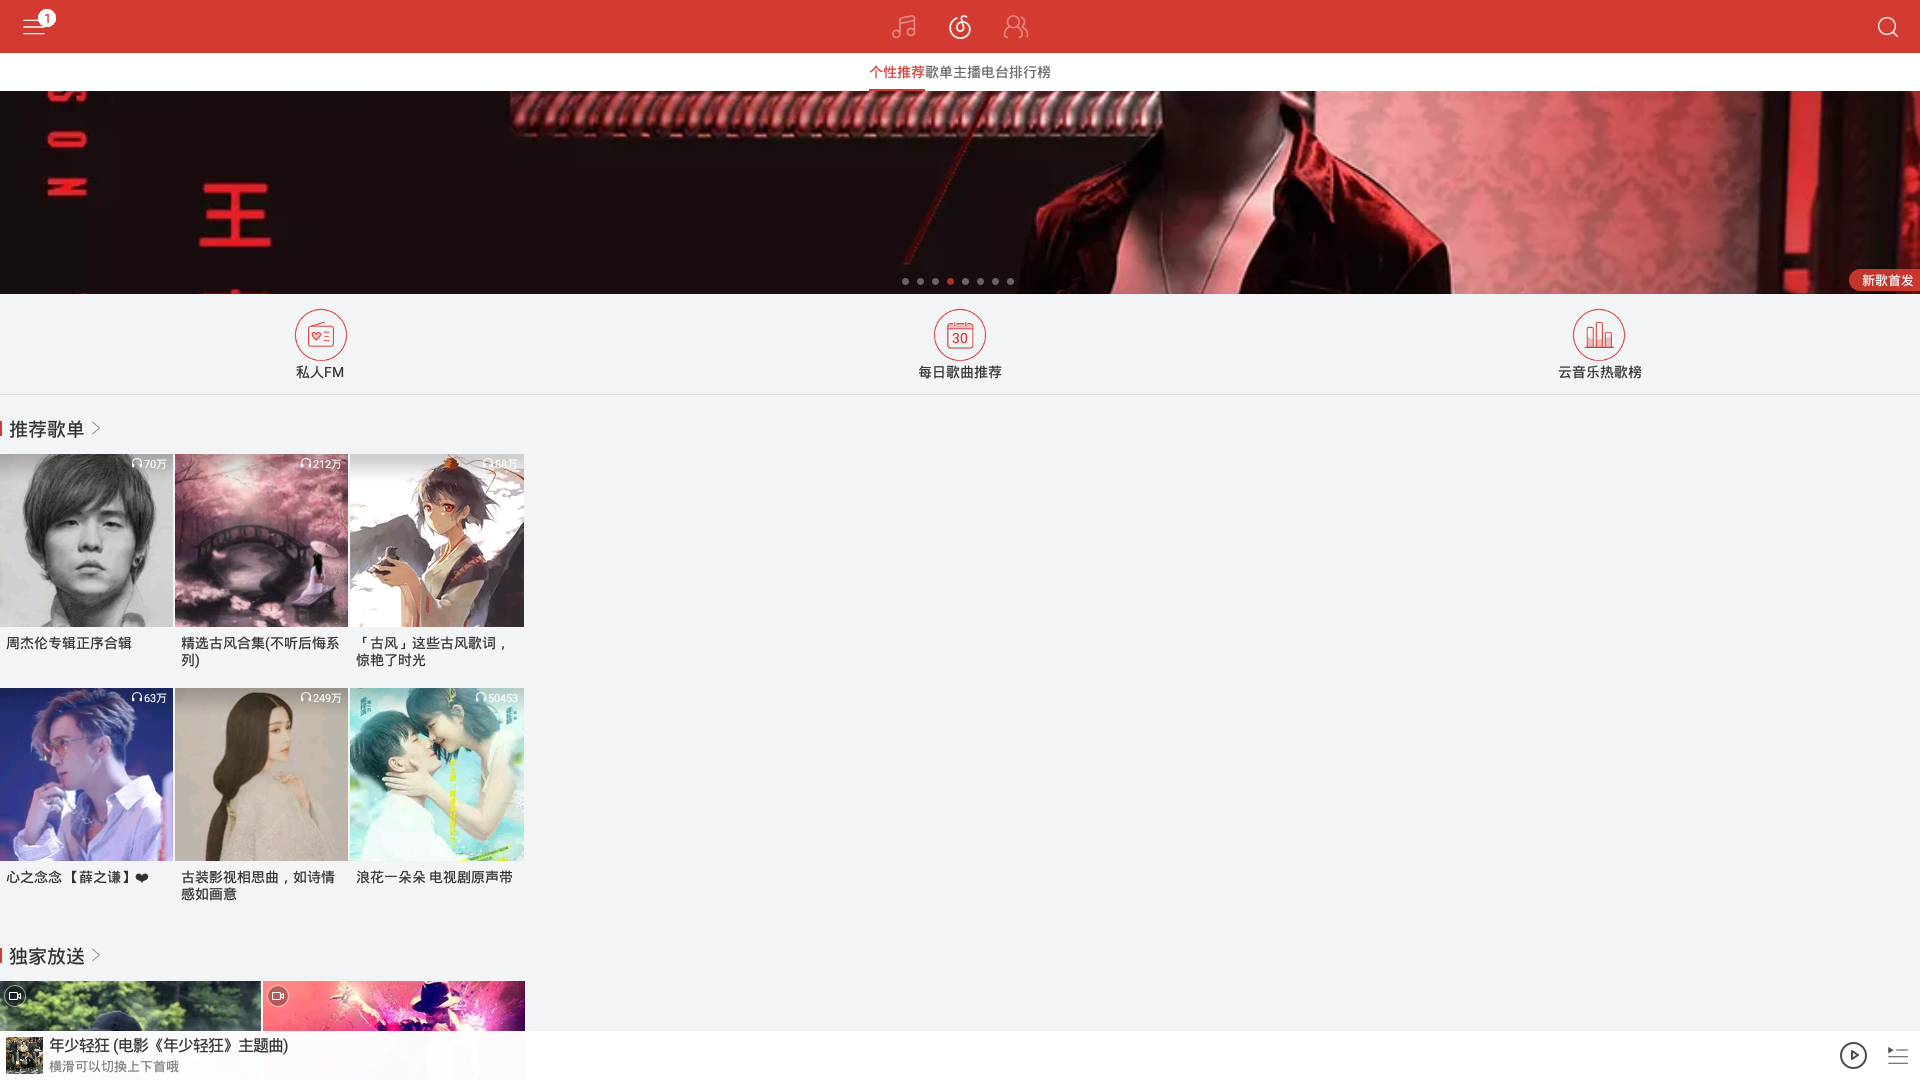 1
个性推荐歌单主播电台排行榜
SON
王
新歌首发
30
私人FM
每日歌曲推荐
云音乐热歌榜
推荐歌单
70万
212万
88万
周杰伦专辑正序合辑
精选古风合集(不听后悔系
列)
「古风」这些古风歌词，
惊艳了时光
63万
249万
50453
心之念念 【薛之谦】❤
古装影视相思曲，如诗情
感如画意
浪花一朵朵 电视剧原声带
独家放送
年少轻狂 (电影《年少轻狂》主题曲)
横滑可以切换上下首哦